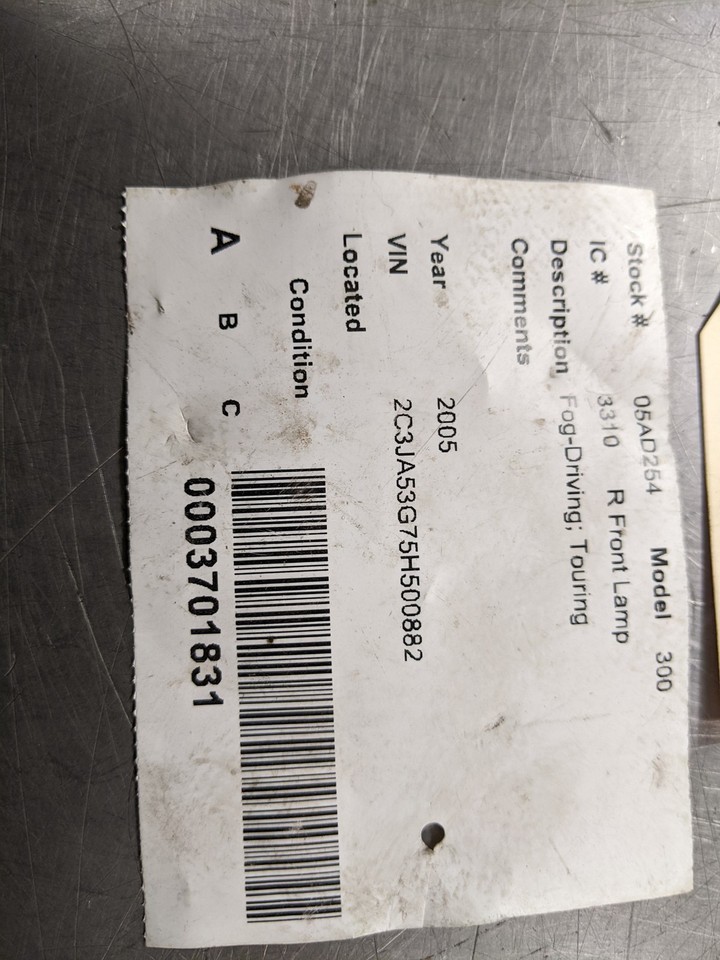 Stock # 05AD254 Model 300
IC # 3310 R Front Lamp
Description Fog-Driving; Touring
Comments
Year 2005
VIN 2C3JA53G75H500882
Located
Condition
A B C
0003701831